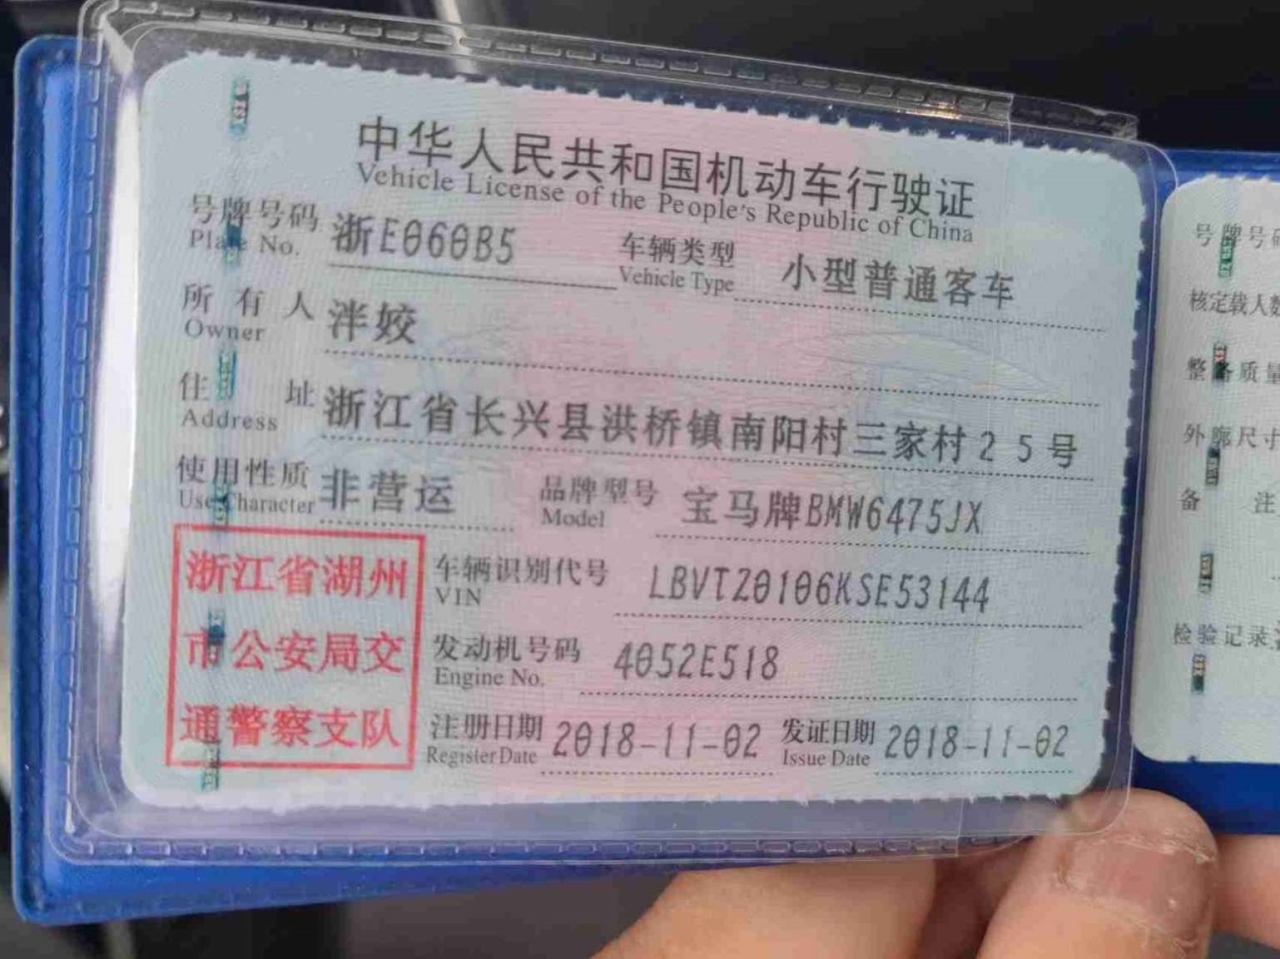 中华人民共和国机动车行驶证
Vehicle License of the People's Republic of China
号牌号码 浙E060B5 车辆类型 小型普通客车
Plate No. Vehicle Type
所有人 泮姣
Owner
住址 浙江省长兴县洪桥镇南阳村三家村25号
Address
使用性质 非营运 品牌型号 宝马牌BMW6475JX
Use Character Model
浙江省湖州
市公安局交
通警察支队
车辆识别代号 LBVTZ0106KSE53144
VIN
发动机号码 4052E518
Engine No.
注册日期 2018-11-02 发证日期 2018-11-02
Register Date Issue Date
号牌号码
核定载人数
整备质量
外廓尺寸
备注
检验记录